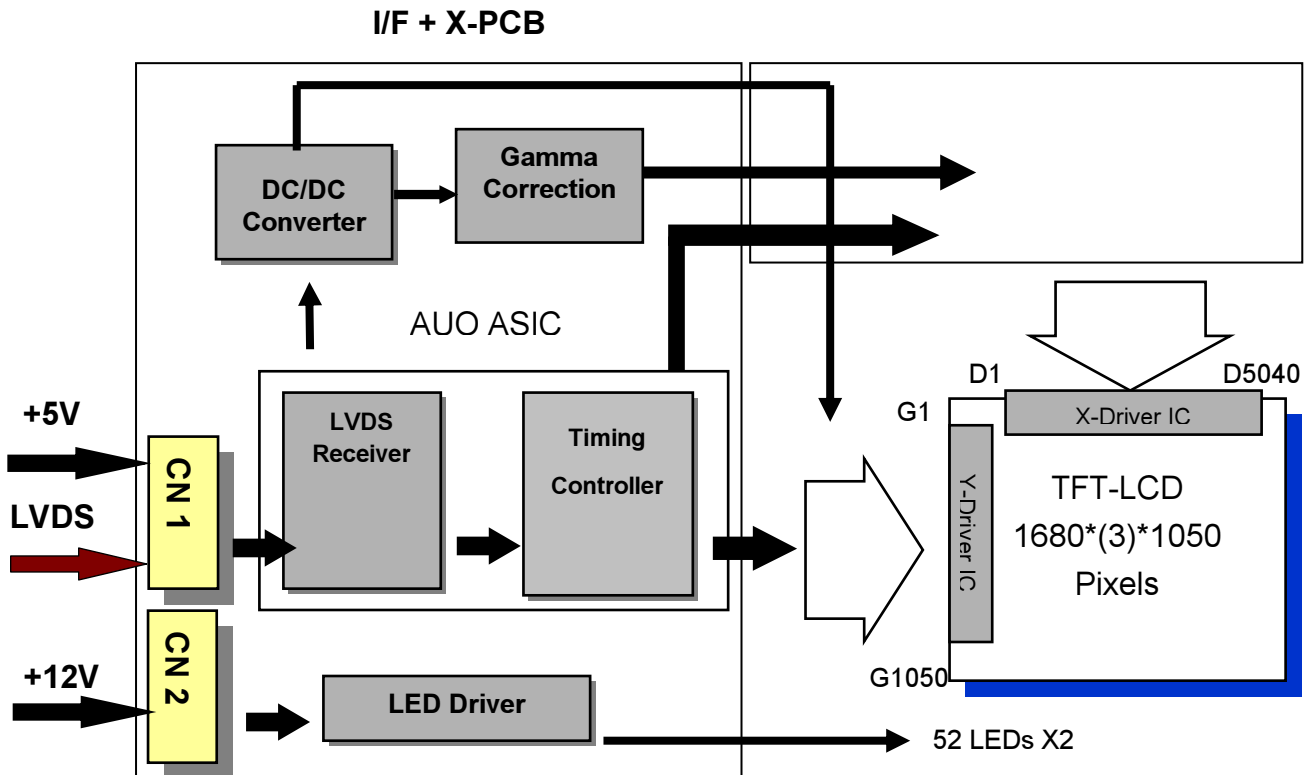 I/F + X-PCB
DC/DC
Converter
Gamma
Correction
AUO ASIC
+5V
LVDS
+12V
CN 1
CN 2
LVDS
Receiver
Timing
Controller
LED Driver
52 LEDs X2
D1
D5040
G1
G1050
X-Driver IC
Y-Driver IC
TFT-LCD
1680*(3)*1050
Pixels